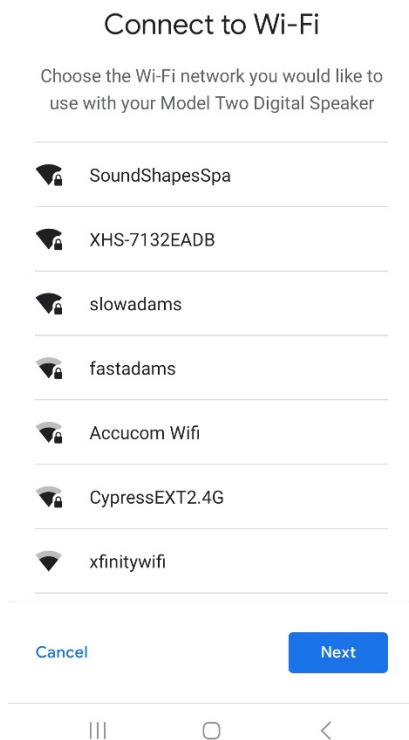 Connect to Wi-Fi
Choose the Wi-Fi network you would like to
use with your Model Two Digital Speaker
SoundShapesSpa
XHS-7132EADB
slowadams
fastadams
Accucom Wifi
CypressEXT2.4G
xfinitywifi
Cancel
Next